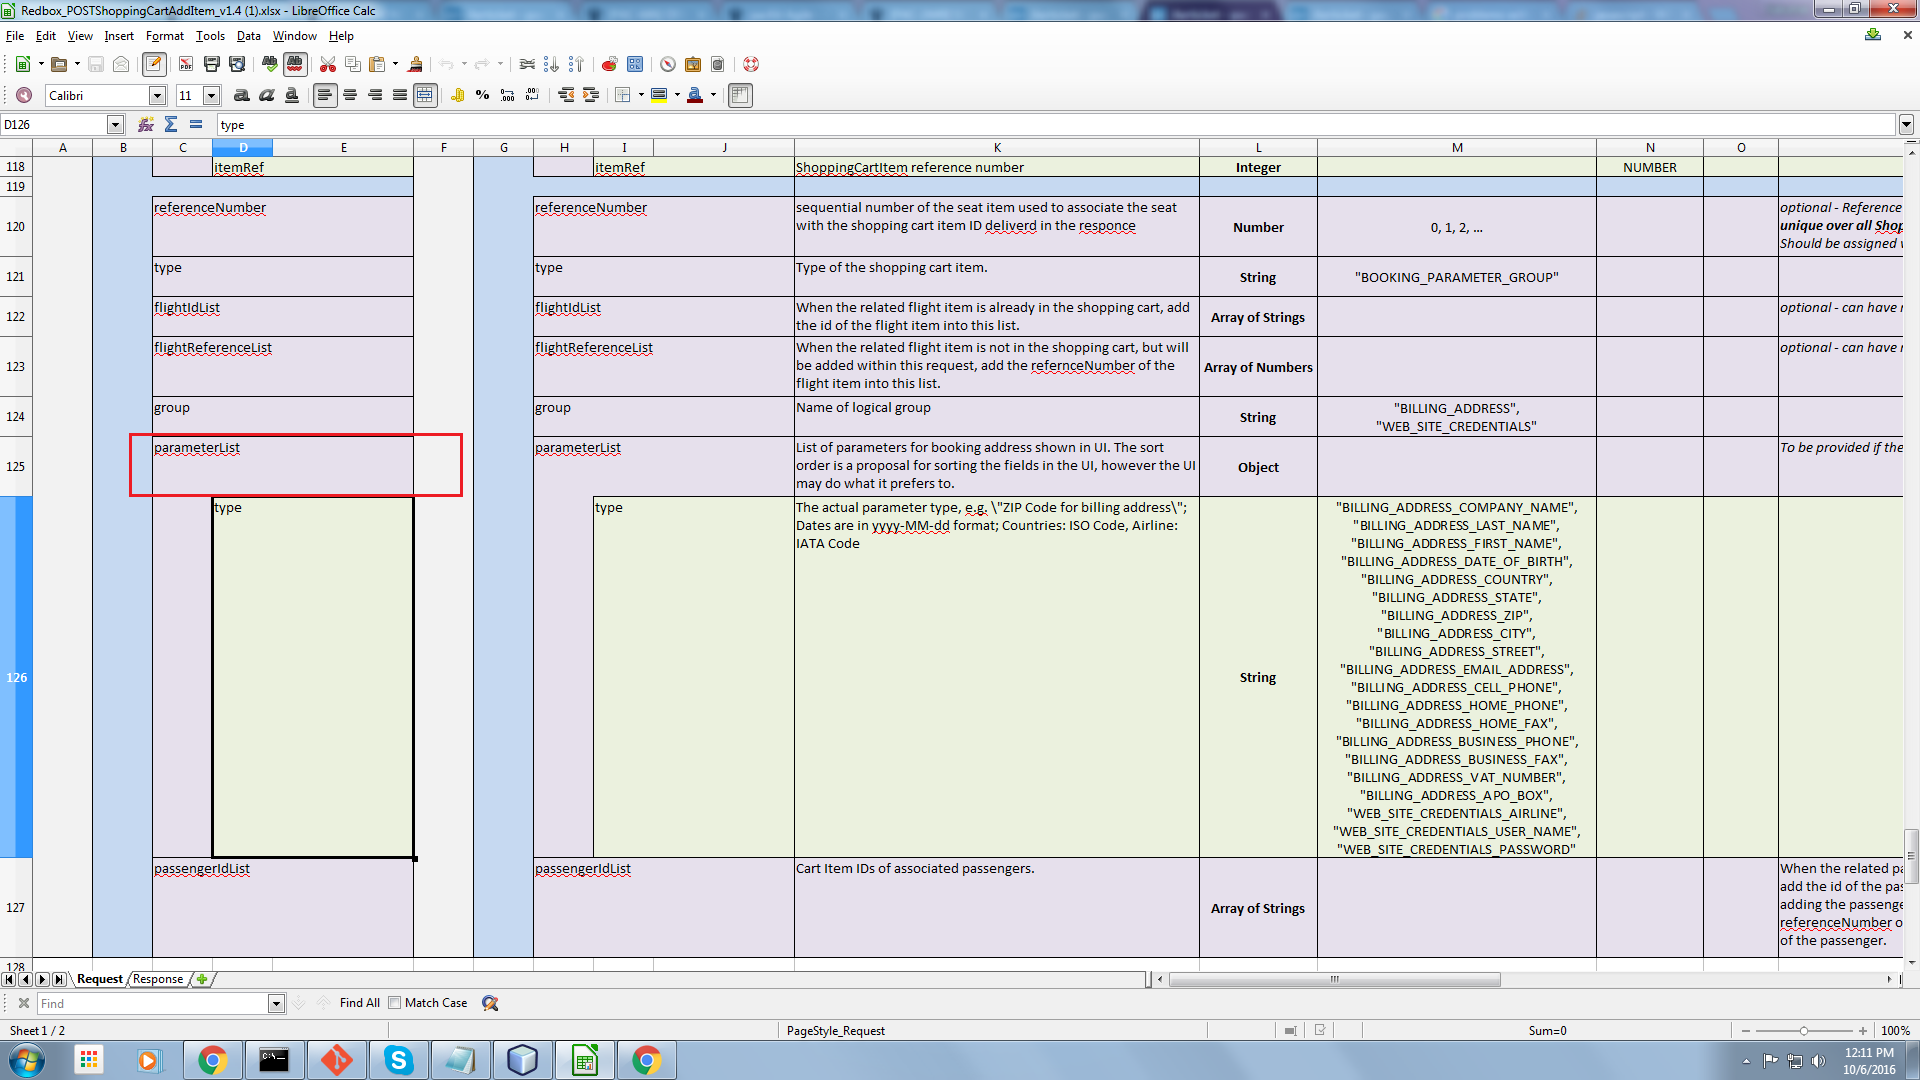 Redbox_POSTShoppingCartAddItem_v1.4 (1).xlsx - LibreOffice Calc
File Edit View Insert Format Tools Data Window Help
Calibri 11
D126 type
A B C D E F G H I J K L M N O
118 itemRef itemRef ShoppingCartItem reference number Integer NUMBER
119
120 referenceNumber referenceNumber sequential number of the seat item used to associate the seat with the shopping cart item ID deliverd in the responce Number 0, 1, 2, ... optional - Reference
unique over all Shop
Should be assigned
121 type type Type of the shopping cart item. String "BOOKING_PARAMETER_GROUP"
122 flightIdList flightIdList When the related flight item is already in the shopping cart, add
the id of the flight item into this list. Array of Strings optional - can have
123 flightReferenceList flightReferenceList When the related flight item is not in the shopping cart, but will
be added within this request, add the refernceNumber of the
flight item into this list. Array of Numbers optional - can have
124 group group Name of logical group String "BILLING_ADDRESS",
"WEB_SITE_CREDENTIALS"
125 parameterList parameterList List of parameters for booking address shown in UI. The sort
order is a proposal for sorting the fields in the UI, however the UI
may do what it prefers to. Object To be provided if the
126 type type The actual parameter type, e.g. \"ZIP Code for billing address\";
Dates are in yyyy-MM-dd format; Countries: ISO Code, Airline:
IATA Code String
"BILLING_ADDRESS_COMPANY_NAME",
"BILLING_ADDRESS_LAST_NAME",
"BILLING_ADDRESS_FIRST_NAME",
"BILLING_ADDRESS_DATE_OF_BIRTH",
"BILLING_ADDRESS_COUNTRY",
"BILLING_ADDRESS_STATE",
"BILLING_ADDRESS_ZIP",
"BILLING_ADDRESS_CITY",
"BILLING_ADDRESS_STREET",
"BILLING_ADDRESS_EMAIL_ADDRESS",
"BILLING_ADDRESS_CELL_PHONE",
"BILLING_ADDRESS_HOME_PHONE",
"BILLING_ADDRESS_HOME_FAX",
"BILLING_ADDRESS_BUSINESS_PHONE",
"BILLING_ADDRESS_BUSINESS_FAX",
"BILLING_ADDRESS_VAT_NUMBER",
"BILLING_ADDRESS_APO_BOX",
"WEB_SITE_CREDENTIALS_AIRLINE",
"WEB_SITE_CREDENTIALS_USER_NAME",
"WEB_SITE_CREDENTIALS_PASSWORD"
127 passengerIdList passengerIdList Cart Item IDs of associated passengers. Array of Strings When the related pa
add the id of the pas
adding the passenge
referenceNumber o
of the passenger.
128
Request Response
Find Find All Match Case
Sheet 1 / 2 PageStyle_Request Sum=0 100%
12:11 PM
10/6/2016